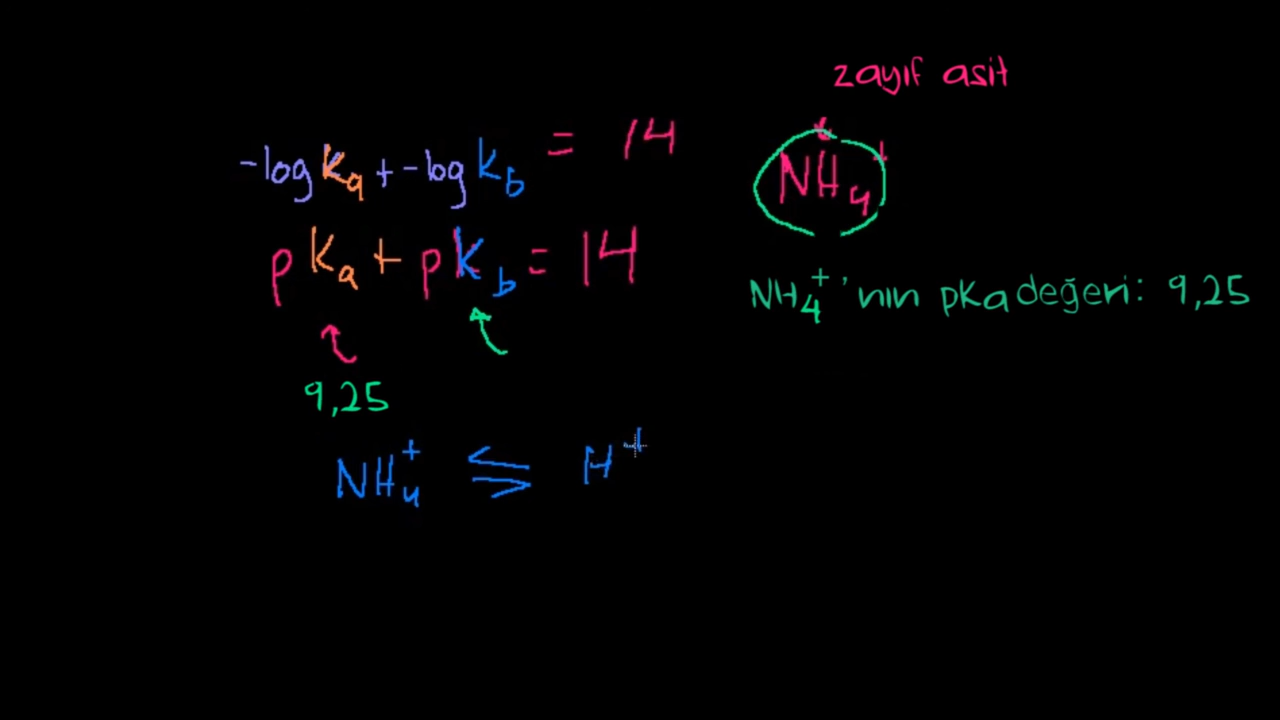 zayıf asit
-log Ka + -log Kb = 14
NH4+
pKa + pKb = 14
NH4+'nın pKa değeri: 9,25
9,25
NH4+ ⇌ H+